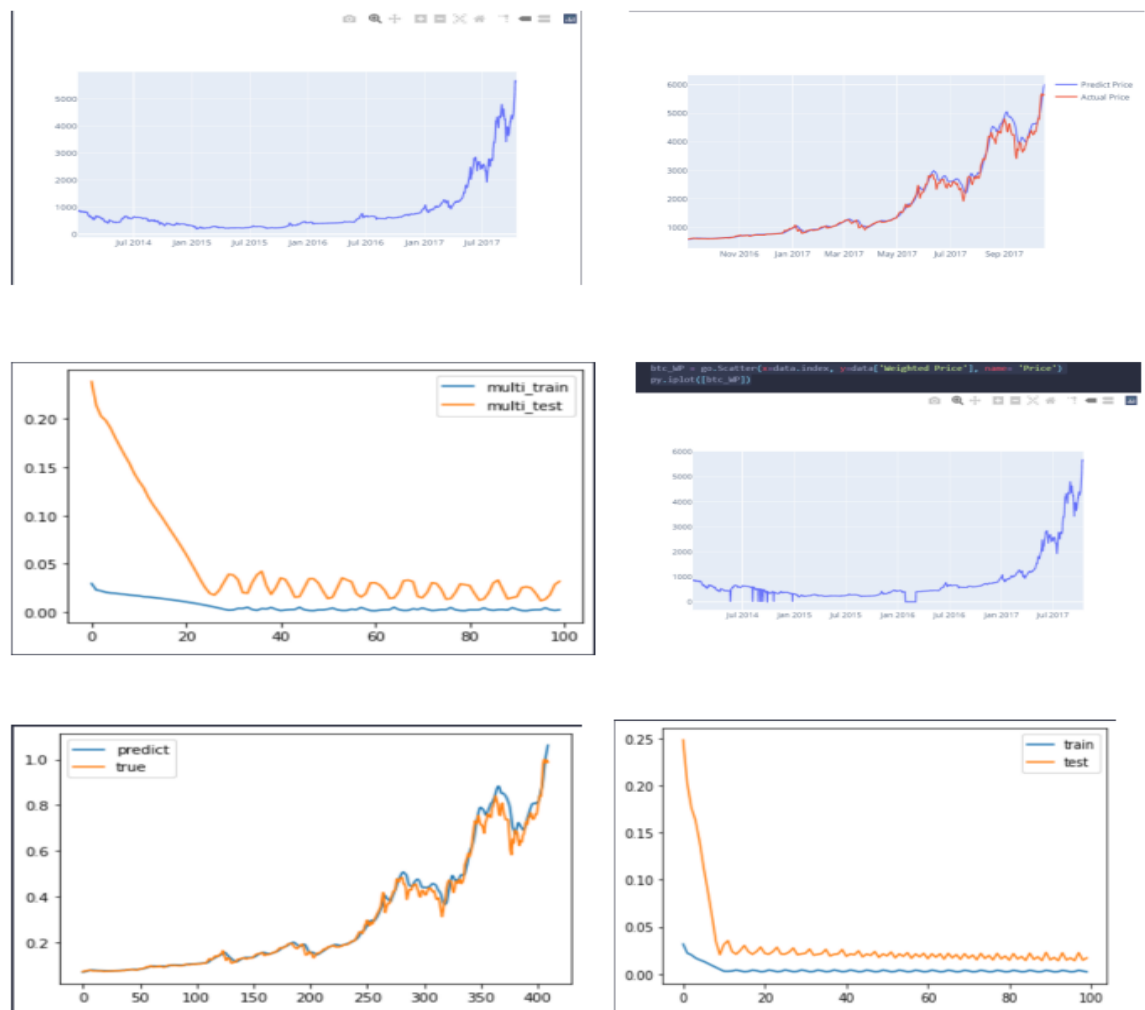 5000
4000
3000
2000
1000
0
Jul 2014 Jan 2015 Jul 2015 Jan 2016 Jul 2016 Jan 2017 Jul 2017
6000
5000
4000
3000
2000
1000
Nov 2016 Jan 2017 Mar 2017 May 2017 Jul 2017 Sep 2017
Predict Price
Actual Price
multi_train
multi_test
0.20
0.15
0.10
0.05
0.00
0 20 40 60 80 100
btc_WP = go.Scatter(x=data.index, y=data['Weighted Price'], name= 'Price')
py.iplot([btc_WP])
6000
5000
4000
3000
2000
1000
0
Jul 2014 Jan 2015 Jul 2015 Jan 2016 Jul 2016 Jan 2017 Jul 2017
predict
true
1.0
0.8
0.6
0.4
0.2
0 50 100 150 200 250 300 350 400
train
test
0.25
0.20
0.15
0.10
0.05
0.00
0 20 40 60 80 100